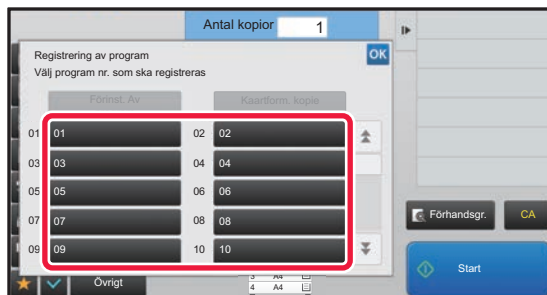 Antal kopior 1
Registrering av program
OK
Välj program nr. som ska registreras
Fönnst. Av Kaartform. kopie
01 01 02 02
03 03 04 04
05 05 06 06
07 07 08 08
09 09 10 10
Förhandsgr. CA
Start
Övrigt
3 A4
4 A4